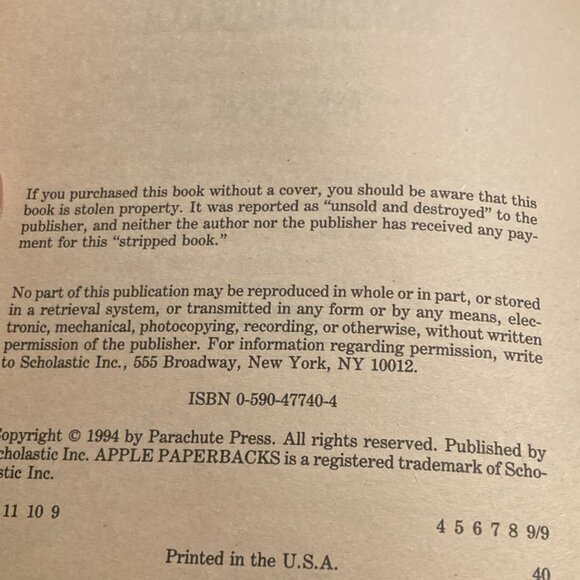 If you purchased this book without a cover, you should be aware that this
book is stolen property. It was reported as “unsold and destroyed” to the
publisher, and neither the author nor the publisher has received any pay-
ment for this “stripped book.”
No part of this publication may be reproduced in whole or in part, or stored
in a retrieval system, or transmitted in any form or by any means, elec-
tronic, mechanical, photocopying, recording, or otherwise, without written
permission of the publisher. For information regarding permission, write
to Scholastic Inc., 555 Broadway, New York, NY 10012.
ISBN 0-590-47740-4
Copyright © 1994 by Parachute Press. All rights reserved. Published by
cholastic Inc. APPLE PAPERBACKS is a registered trademark of Scho-
stic Inc.
11 10 9 4 5 6 7 8 9/9
Printed in the U.S.A. 40